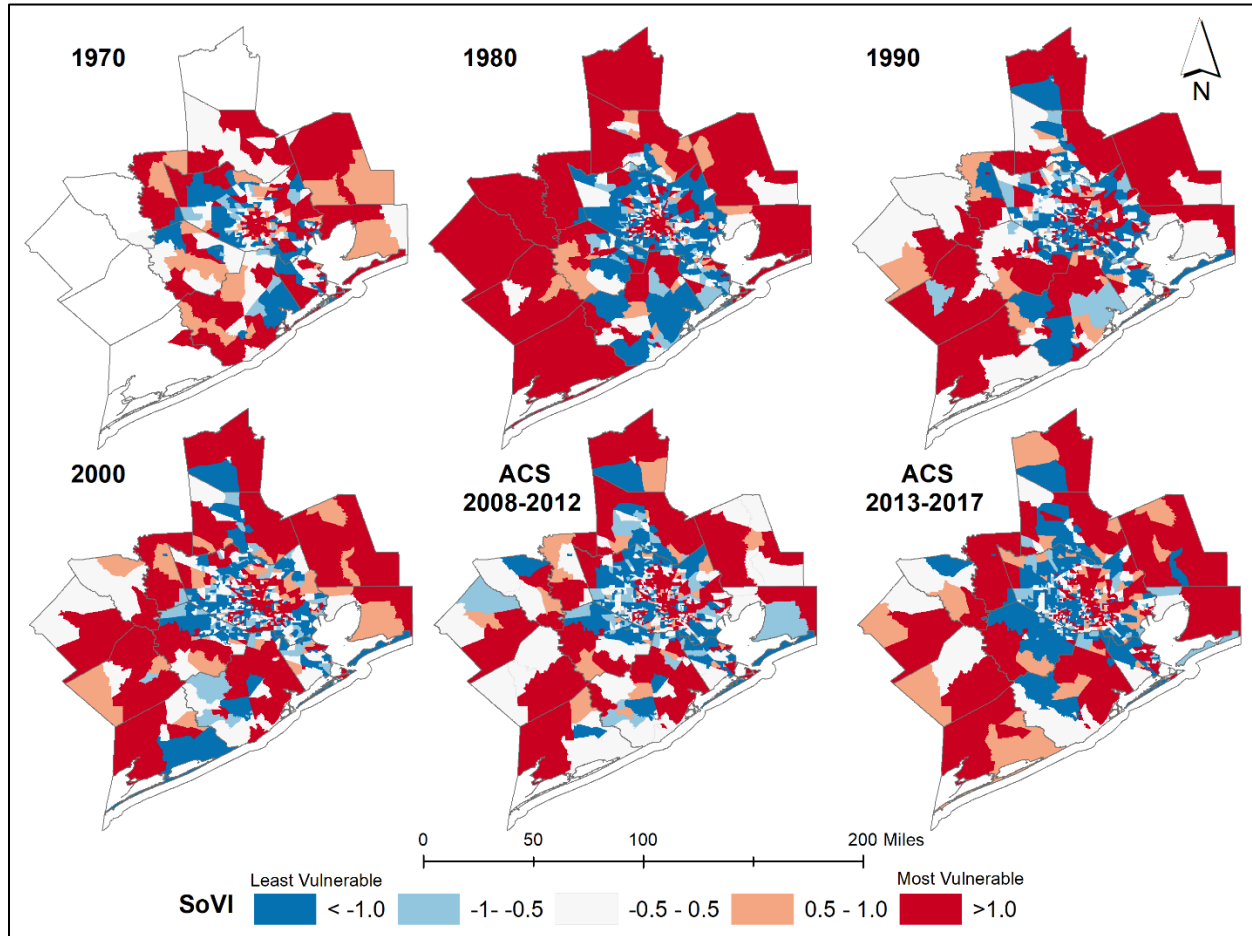 1970
1980
1990
N
2000
ACS
2008-2012
ACS
2013-2017
0 50 100 200 Miles
Least Vulnerable Most Vulnerable
SoVI < -1.0 -1- -0.5 -0.5 - 0.5 0.5 - 1.0 >1.0